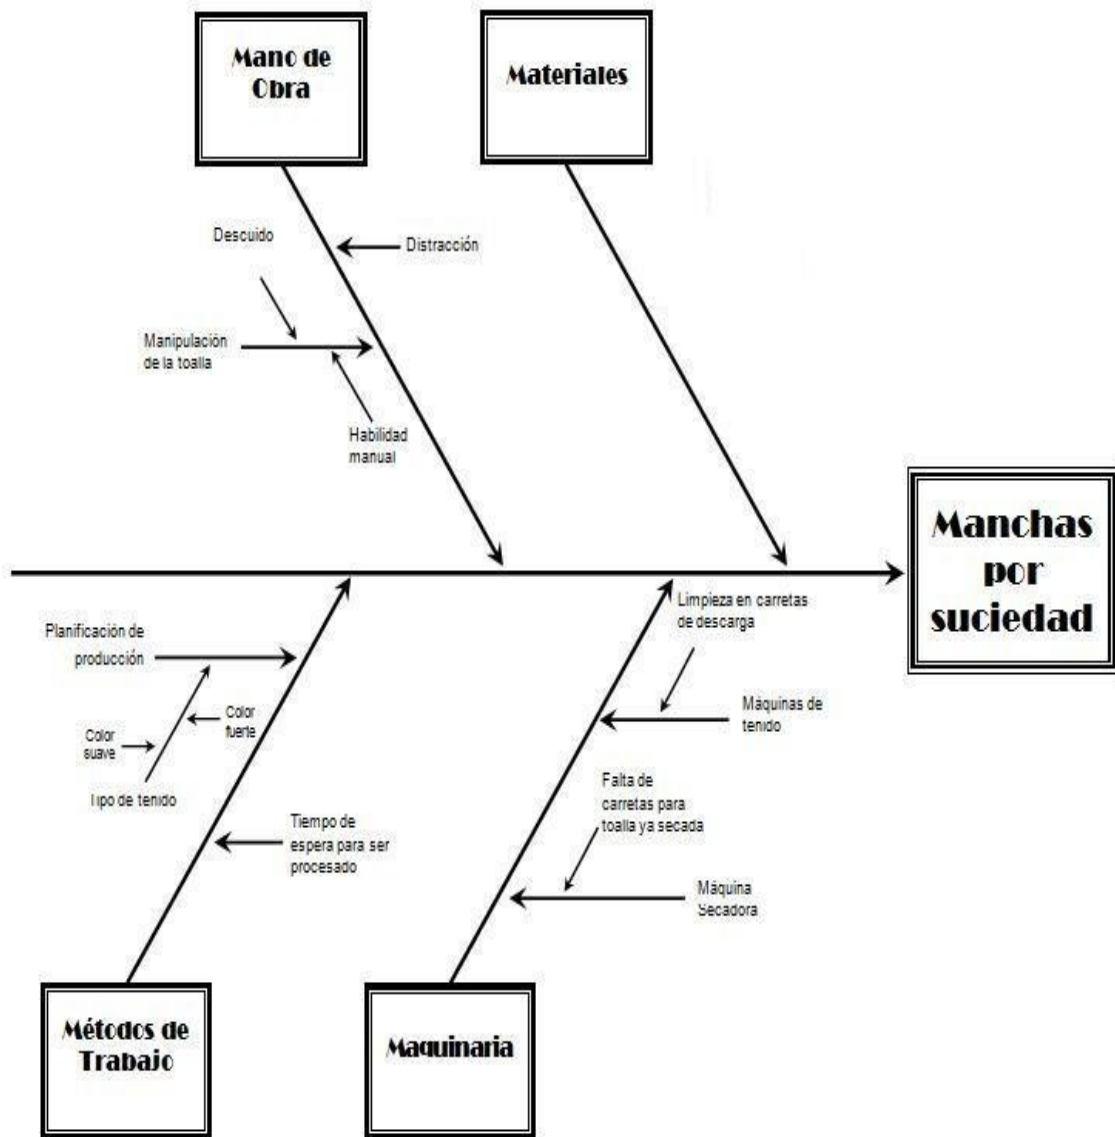 Mano de
Obra
Materiales
Descuido
Distracción
Manipulación
de la toalla
Habilidad
manual
Manchas
por
suciedad
Limpieza en carretas
de descarga
Planificación de
producción
Máquinas de
tenido
Color
fuerte
Color
suave
Tipo de tenido
Falta de
carretas para
toalla ya secada
Tiempo de
espera para ser
procesado
Máquina
Secadora
Métodos de
Trabajo
Maquinaria